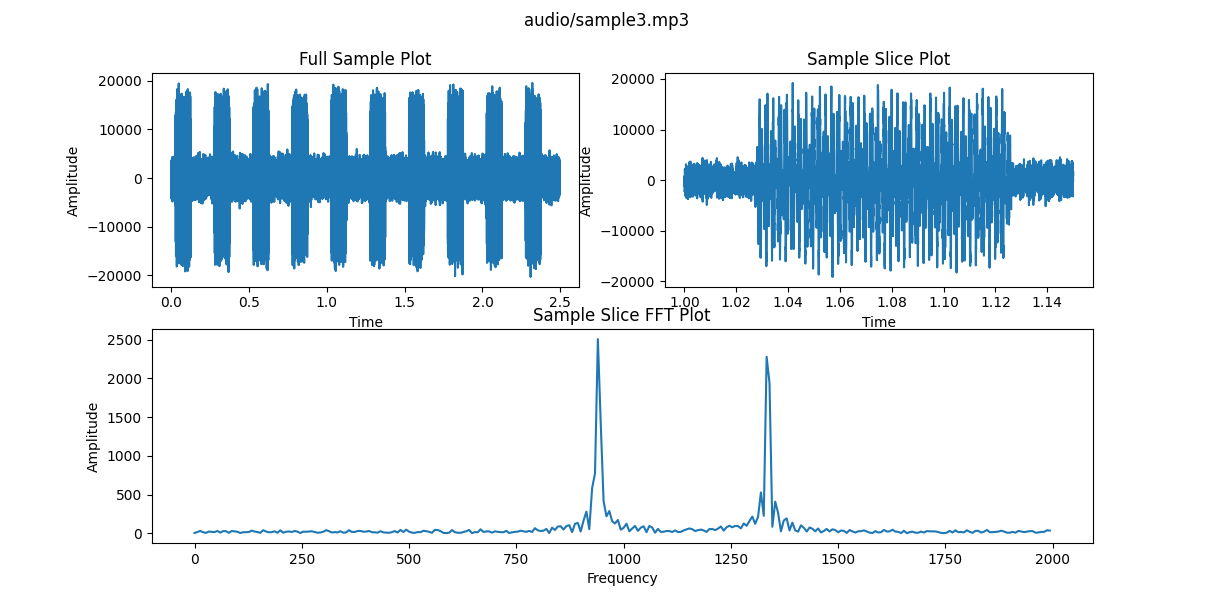 audio/sample3.mp3
Full Sample Plot
20000
10000
0
−10000
−20000
Amplitude
0.0 0.5 1.0 1.5 2.0 2.5
Time
Sample Slice Plot
20000
10000
0
−10000
−20000
Amplitude
1.00 1.02 1.04 1.06 1.08 1.10 1.12 1.14
Time
Sample Slice FFT Plot
2500
2000
1500
1000
500
0
Amplitude
0 250 500 750 1000 1250 1500 1750 2000
Frequency